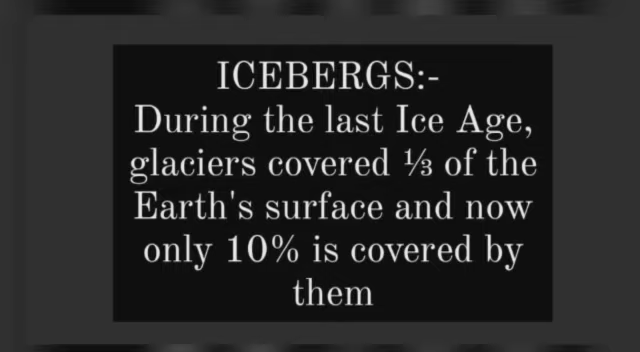 ICEBERGS:-
During the last Ice Age,
glaciers covered ⅓ of the
Earth's surface and now
only 10% is covered by
them